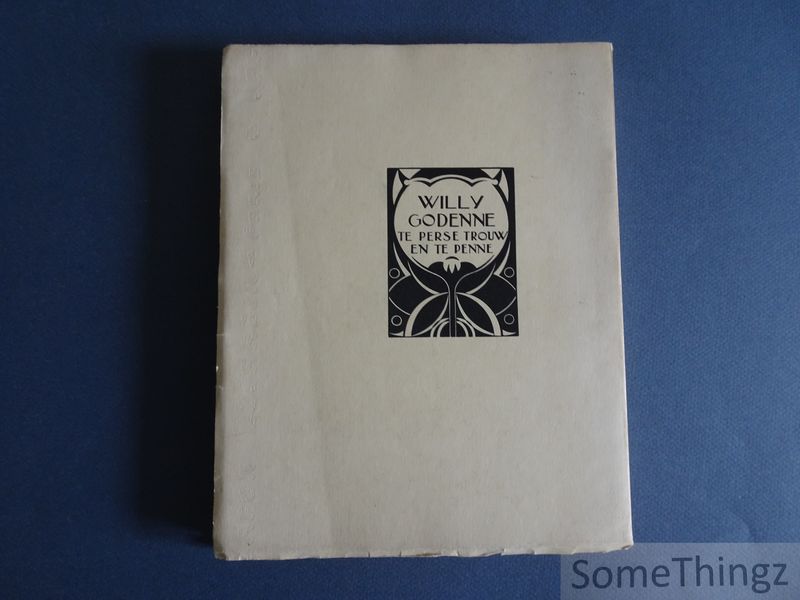 WILLY
GODENNE
TE PERSE TROUW
EN TE PENNE
SomeThingz